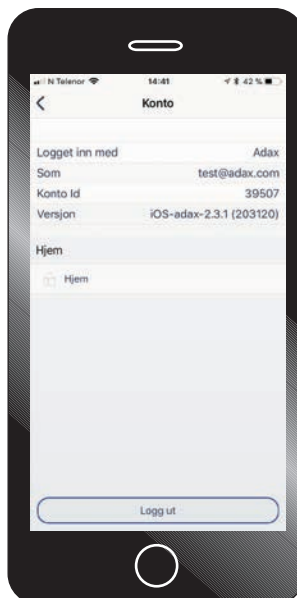 N Telenor 14:41 42 %
Konto
Logget inn med Adax
Som test@adax.com
Konto Id 39507
Versjon iOS-adax-2.3.1 (203120)
Hjem
Hjem
Logg ut